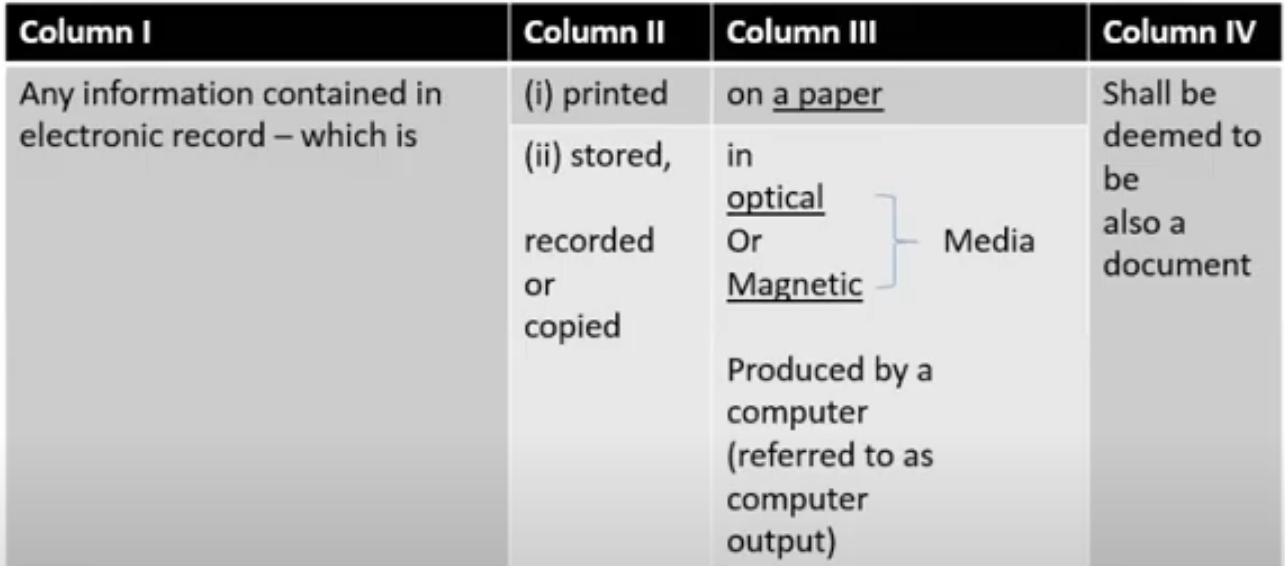 Column I
Column II
Column III
Column IV
Any information contained in
electronic record – which is
(i) printed
on a paper
(ii) stored,
recorded
or
copied
in
optical
Or
Magnetic
Media
Produced by a
computer
(referred to as
computer
output)
Shall be
deemed to
be
also a
document